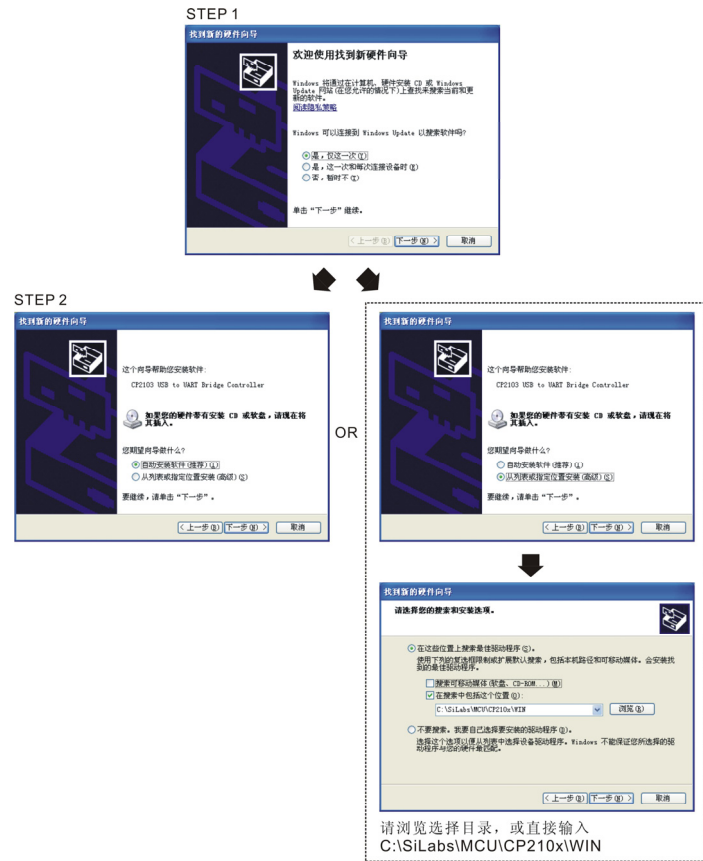 STEP 1
找到新的硬件向导
欢迎使用找到新硬件向导
Windows 将通过在计算机、硬件安装 CD 或 Windows
Update 网站(在您允许的情况下)上查找来搜索当前和更
新的软件。
阅读隐私策略
Windows 可以连接到 Windows Update 以搜索软件吗?
是，仅这一次(Y)
是，这一次和每次连接设备时(E)
否，暂时不(T)
单击“下一步”继续。
<上一步(B) 下一步(N) > 取消
STEP 2
找到新的硬件向导
这个向导帮助您安装软件:
CP2103 USB to UART Bridge Controller
如果您的硬件带有安装 CD 或软盘，请现在将
其插入。
您期望向导做什么?
自动安装软件(推荐)(I)
从列表或指定位置安装(高级)(S)
要继续，请单击“下一步”。
<上一步(B) 下一步(N) > 取消
OR
找到新的硬件向导
这个向导帮助您安装软件:
CP2103 USB to UART Bridge Controller
如果您的硬件带有安装 CD 或软盘，请现在将
其插入。
您期望向导做什么?
自动安装软件(推荐)(I)
从列表或指定位置安装(高级)(S)
要继续，请单击“下一步”。
<上一步(B) 下一步(N) > 取消
找到新的硬件向导
请选择您的搜索和安装选项。
在这些位置上搜索最佳驱动程序(S)。
使用下列的复选框限制或扩展默认搜索，包括本机路径和可移动媒体。会安装找
到的最佳驱动程序。
搜索可移动媒体(软盘、CD-ROM...)(M)
在搜索中包括这个位置(O):
C:\SiLabs\MCU\CP210x\WIN 浏览(R)
不要搜索。我要自己选择要安装的驱动程序(D)。
选择这个选项以便从列表中选择设备驱动程序。Windows 不能保证您所选择的驱
动程序与您的硬件最匹配。
<上一步(B) 下一步(N) > 取消
请浏览选择目录，或直接输入
C:\SiLabs\MCU\CP210x\WIN